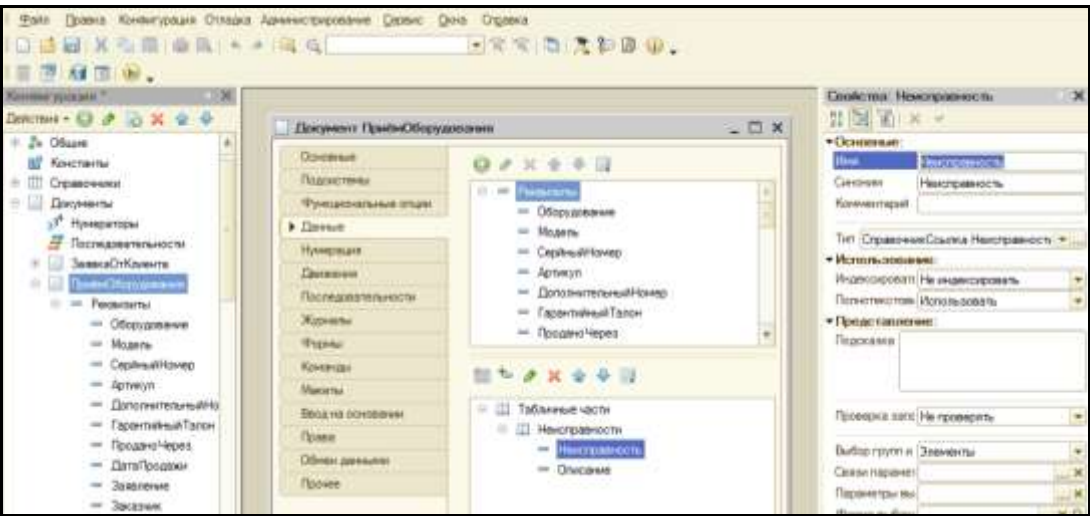 Файл Правка Конфигурация Отладка Администрирование Сервис Окна Справка
Конфигурация *
Действия
Общие
Константы
Справочники
Документы
Нумераторы
Последовательности
ЗаявкаОтКлиента
ПриёмОборудования
Реквизиты
Оборудование
Модель
СерийныйНомер
Артикул
ДополнительныйНо
ГарантийныйТалон
ПроданоЧерез
ДатаПродажи
Заявление
Заказчик
Документ ПриёмОборудования
Основные
Подсистемы
Функциональные опции
Данные
Нумерация
Движения
Последовательности
Журналы
Формы
Команды
Макеты
Ввод на основании
Права
Обмен данными
Прочее
Реквизиты
Оборудование
Модель
СерийныйНомер
Артикул
ДополнительныйНомер
ГарантийныйТалон
ПроданоЧерез
Табличные части
Неисправности
Неисправность
Описание
Свойства: Неисправность
Основные:
Имя Неисправность
Синоним Неисправность
Комментарий
Тип СправочникСсылка.Неисправность ...
Использование:
Индексироват Не индексировать
Полнотекстов Использовать
Представление:
Подсказка
Проверка запо Не проверять
Выбор групп и Элементы
Связи парамет ...
Параметры вы ...